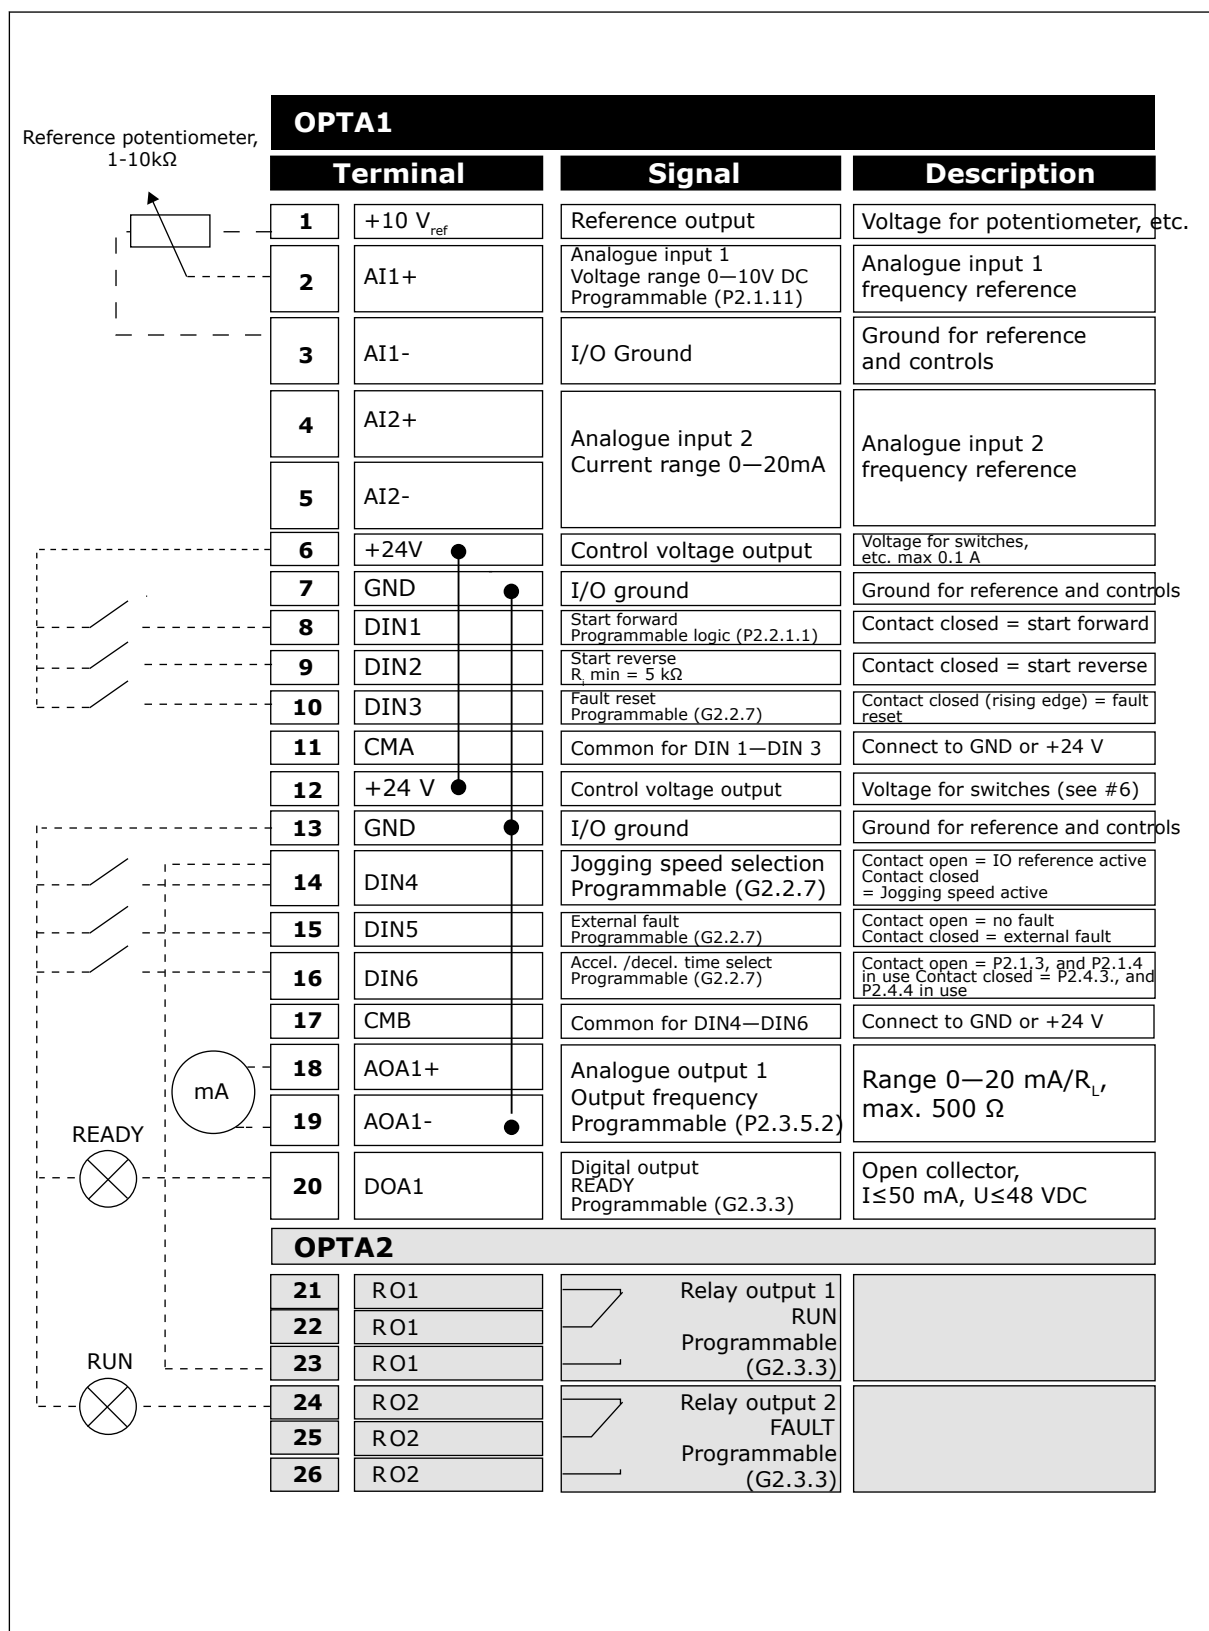 OPTA1
Reference potentiometer,
1-10kΩ
Terminal Signal Description
1 +10 Vref Reference output Voltage for potentiometer, etc.
2 AI1+ Analogue input 1
Voltage range 0—10V DC
Programmable (P2.1.11)
Analogue input 1
frequency reference
3 AI1- I/O Ground Ground for reference
and controls
4 AI2+
5 AI2-
Analogue input 2
Current range 0—20mA
Analogue input 2
frequency reference
6 +24V Control voltage output Voltage for switches,
etc. max 0.1 A
7 GND I/O ground Ground for reference and controls
8 DIN1 Start forward
Programmable logic (P2.2.1.1)
Contact closed = start forward
9 DIN2 Start reverse
Ri min = 5 kΩ
Contact closed = start reverse
10 DIN3 Fault reset
Programmable (G2.2.7)
Contact closed (rising edge) = fault
reset
11 CMA Common for DIN 1—DIN 3 Connect to GND or +24 V
12 +24 V Control voltage output Voltage for switches (see #6)
13 GND I/O ground Ground for reference and controls
14 DIN4 Jogging speed selection
Programmable (G2.2.7)
Contact open = IO reference active
Contact closed
= Jogging speed active
15 DIN5 External fault
Programmable (G2.2.7)
Contact open = no fault
Contact closed = external fault
16 DIN6 Accel. /decel. time select
Programmable (G2.2.7)
Contact open = P2.1.3, and P2.1.4
in use Contact closed = P2.4.3., and
P2.4.4 in use
17 CMB Common for DIN4—DIN6 Connect to GND or +24 V
mA
18 AOA1+
19 AOA1-
Analogue output 1
Output frequency
Programmable (P2.3.5.2)
Range 0—20 mA/RL,
max. 500 Ω
READY
20 DOA1 Digital output
READY
Programmable (G2.3.3)
Open collector,
I≤50 mA, U≤48 VDC
OPTA2
21 RO1
22 RO1
23 RO1
Relay output 1
RUN
Programmable
(G2.3.3)
RUN
24 RO2
25 RO2
26 RO2
Relay output 2
FAULT
Programmable
(G2.3.3)